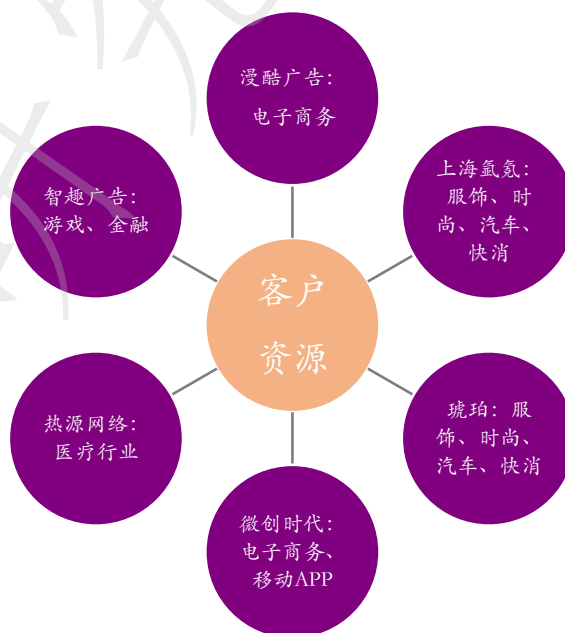 漫酷广告：
电子商务
智趣广告：
游戏、金融
上海氩氪：
服饰、时
尚、汽车、
快消
客户
资源
热源网络：
医疗行业
琥珀：服
饰、时尚、
汽车、快消
微创时代：
电子商务、
移动APP